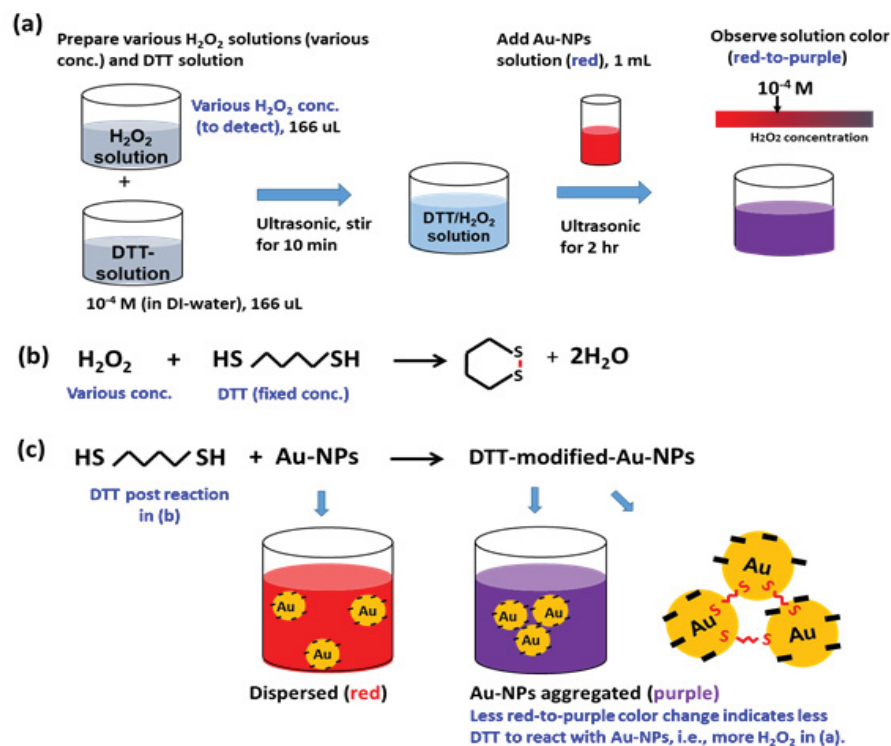 (a)
Prepare various H₂O₂ solutions (various
conc.) and DTT solution
Various H₂O₂ conc.
(to detect), 166 uL
H₂O₂
solution
+
DTT-
solution
10⁻⁴ M (in DI-water), 166 uL
Ultrasonic, stir
for 10 min
Add Au-NPs
solution (red), 1 mL
DTT/H₂O₂
solution
Ultrasonic
for 2 hr
Observe solution color
(red-to-purple)
10⁻⁴ M
H₂O₂ concentration
(b)
H₂O₂ + HS SH S S + 2H₂O
Various conc. DTT (fixed conc.)
(c)
HS SH + Au-NPs DTT-modified-Au-NPs
DTT post reaction
in (b)
Au
Au
Au
Dispersed (red)
Au
Au
Au
Au-NPs aggregated (purple)
Less red-to-purple color change indicates less
DTT to react with Au-NPs, i.e., more H₂O₂ in (a).
Au
S S
S S
Au S S Au